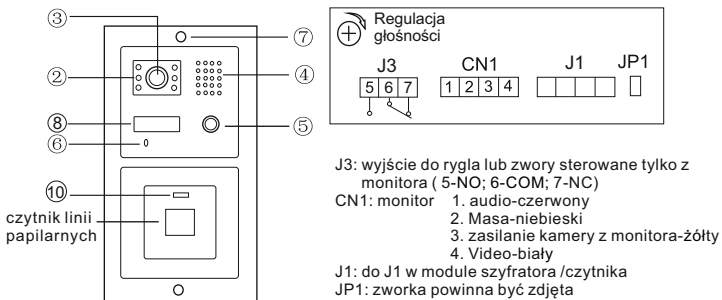 ③
⑦
Regulacja
głośności
J3
CN1
J1
JP1
5 6 7
1 2 3 4
②
④
⑧
⑤
⑥
⑩
czytnik linii
papilarnych
J3: wyjście do rygla lub zwory sterowane tylko z
monitora ( 5-NO; 6-COM; 7-NC)
CN1: monitor 1. audio-czerwony
2. Masa-niebieski
3. zasilanie kamery z monitora-żółty
4. Video-biały
J1: do J1 w module szyfratora /czytnika
JP1: zworka powinna być zdjęta